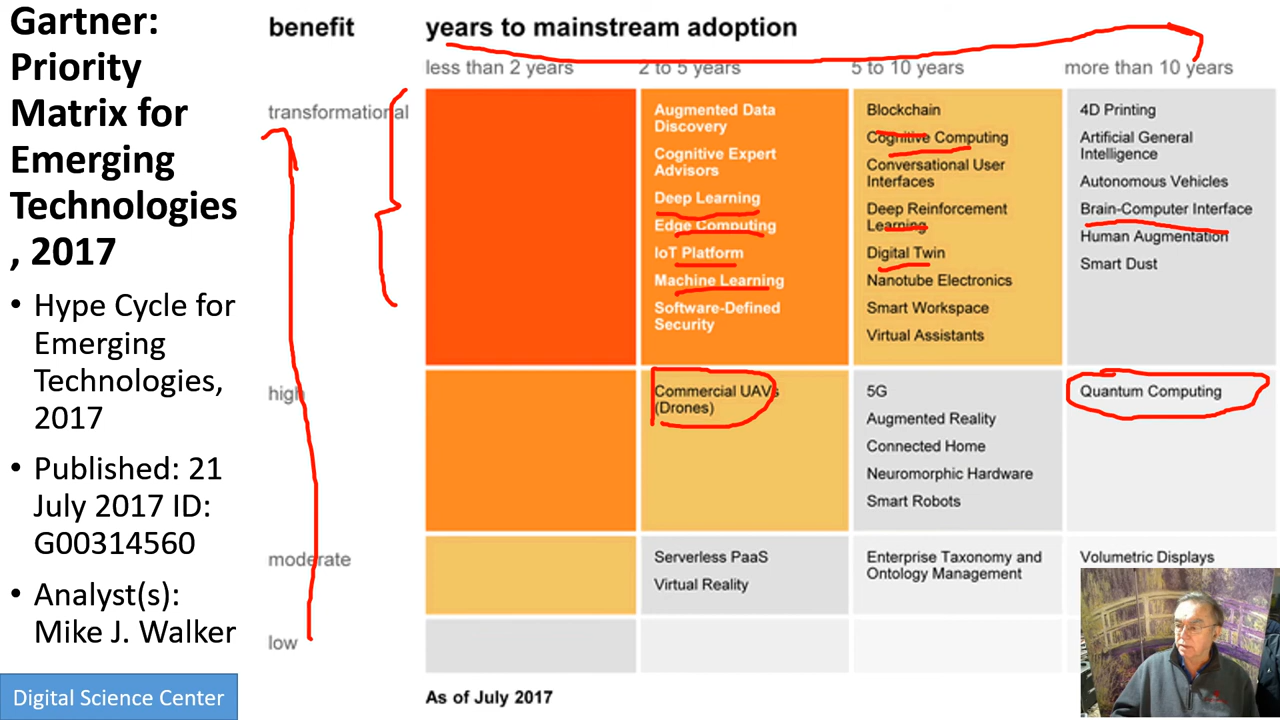 Gartner:
Priority
Matrix for
Emerging
Technologies
, 2017
• Hype Cycle for
Emerging
Technologies,
2017
• Published: 21
July 2017 ID:
G00314560
• Analyst(s):
Mike J. Walker
Digital Science Center
benefit
years to mainstream adoption
less than 2 years
2 to 5 years
5 to 10 years
more than 10 years
transformational
Augmented Data
Discovery
Cognitive Expert
Advisors
Deep Learning
Edge Computing
IoT Platform
Machine Learning
Software-Defined
Security
Blockchain
Cognitive Computing
Conversational User
Interfaces
Deep Reinforcement
Learning
Digital Twin
Nanotube Electronics
Smart Workspace
Virtual Assistants
4D Printing
Artificial General
Intelligence
Autonomous Vehicles
Brain-Computer Interface
Human Augmentation
Smart Dust
high
Commercial UAVs
(Drones)
5G
Augmented Reality
Connected Home
Neuromorphic Hardware
Smart Robots
Quantum Computing
moderate
Serverless PaaS
Virtual Reality
Enterprise Taxonomy and
Ontology Management
Volumetric Displays
low
As of July 2017